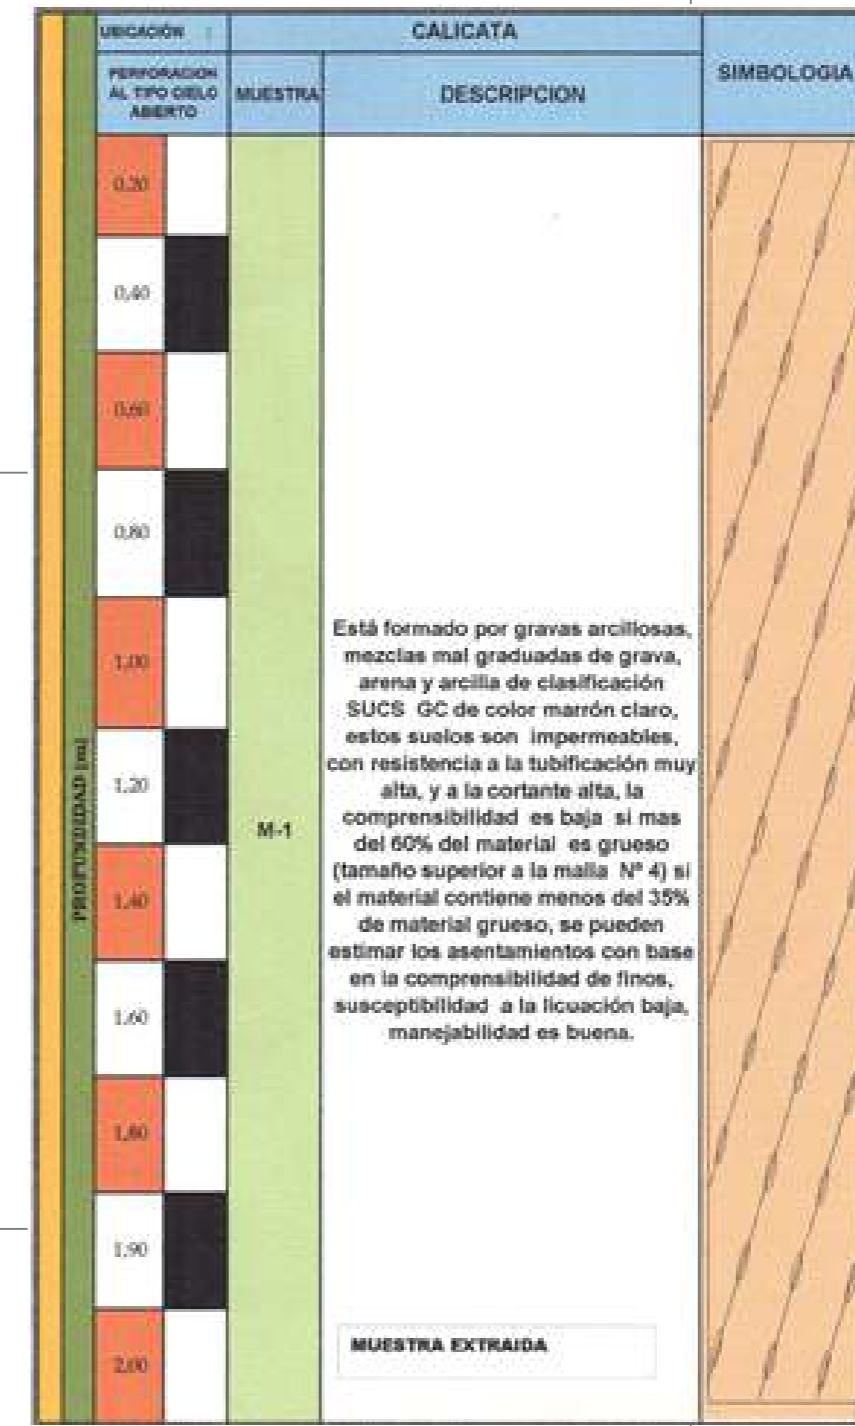 UBICACIÓN :
CALICATA
SIMBOLOGIA
PERFORACION
AL TIPO CIELO
ABIERTO
MUESTRA
DESCRIPCION
PROFUNDIDAD [m]
0,20
0,40
0,60
0,80
1,00
1,20
1,40
1,60
1,80
1,90
2,00
M-1
Está formado por gravas arcillosas,
mezclas mal graduadas de grava,
arena y arcilla de clasificación
SUCS GC de color marrón claro,
estos suelos son impermeables,
con resistencia a la tubificación muy
alta, y a la cortante alta, la
comprensibilidad es baja si mas
del 60% del material es grueso
(tamaño superior a la malla Nº 4) si
el material contiene menos del 35%
de material grueso, se pueden
estimar los asentamientos con base
en la comprensibilidad de finos,
susceptibilidad a la licuación baja,
manejabilidad es buena.
MUESTRA EXTRAIDA